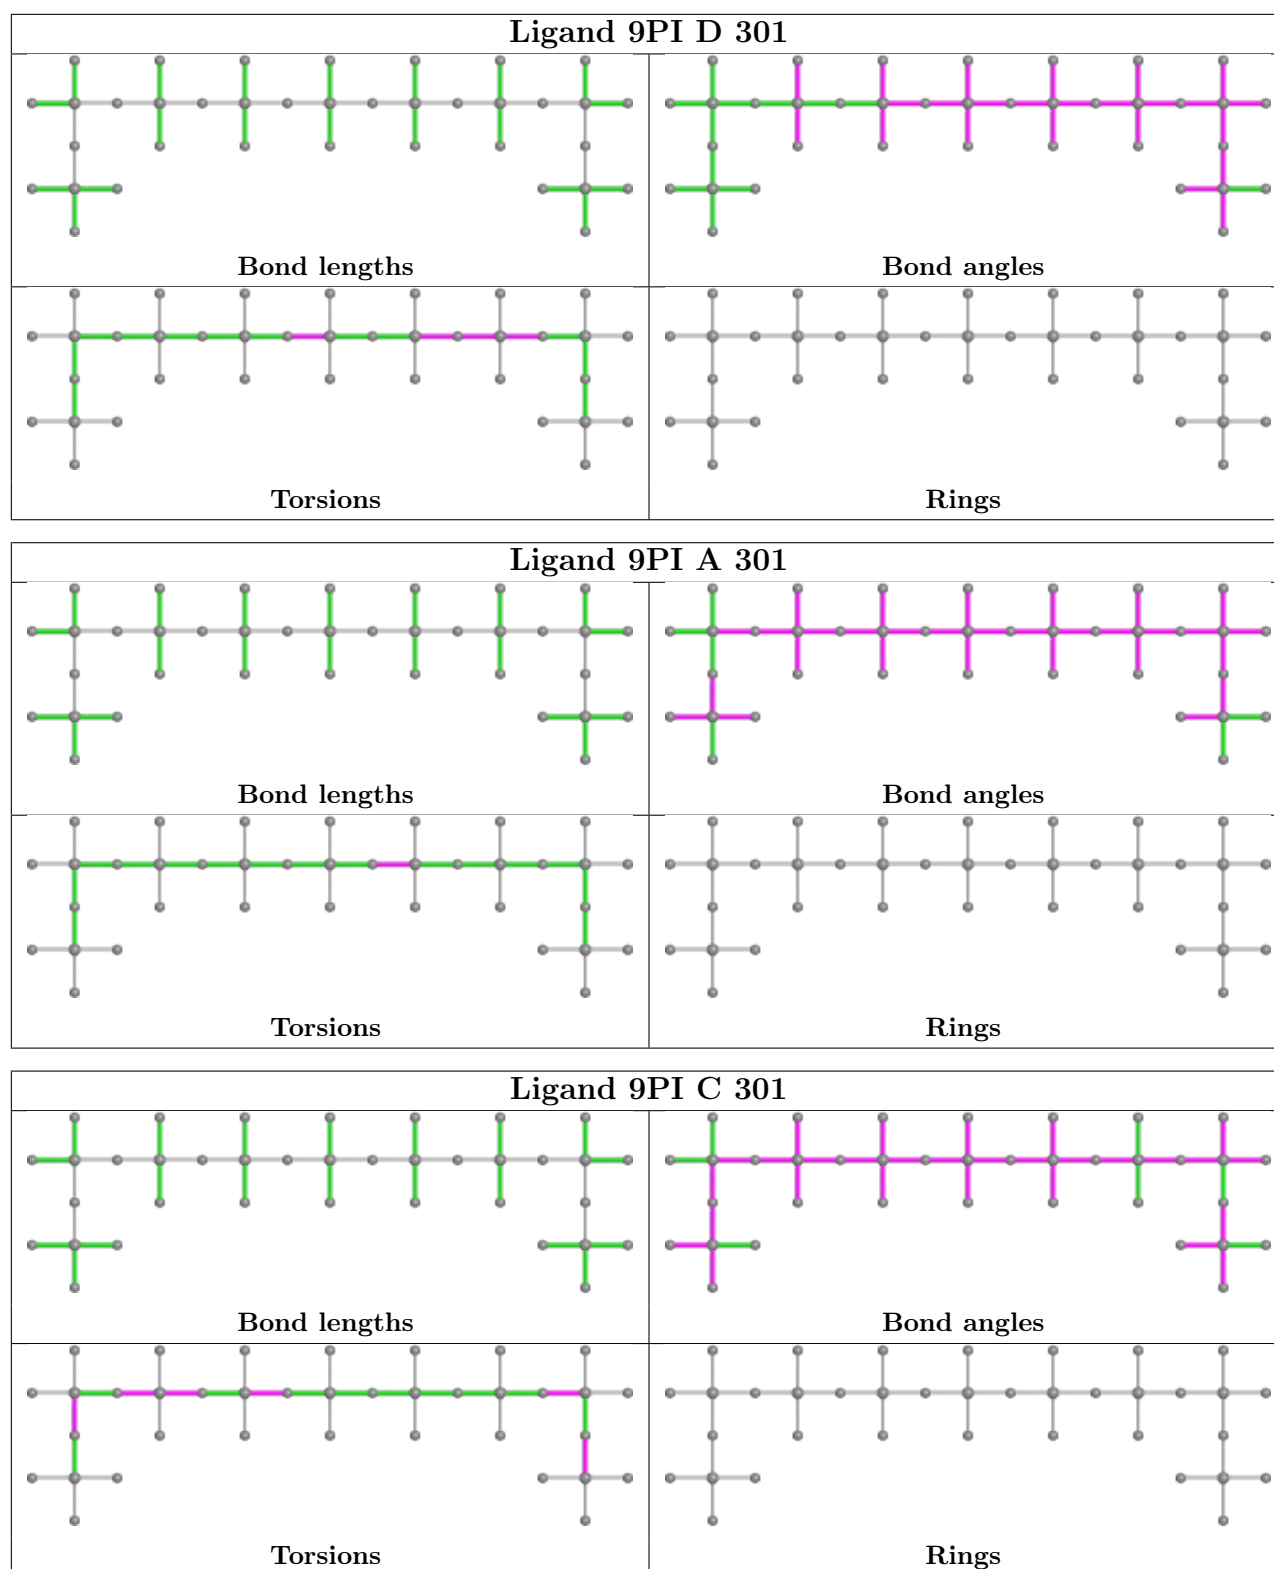 Ligand 9PI D 301
Bond lengths
Bond angles
Torsions
Rings
Ligand 9PI A 301
Bond lengths
Bond angles
Torsions
Rings
Ligand 9PI C 301
Bond lengths
Bond angles
Torsions
Rings